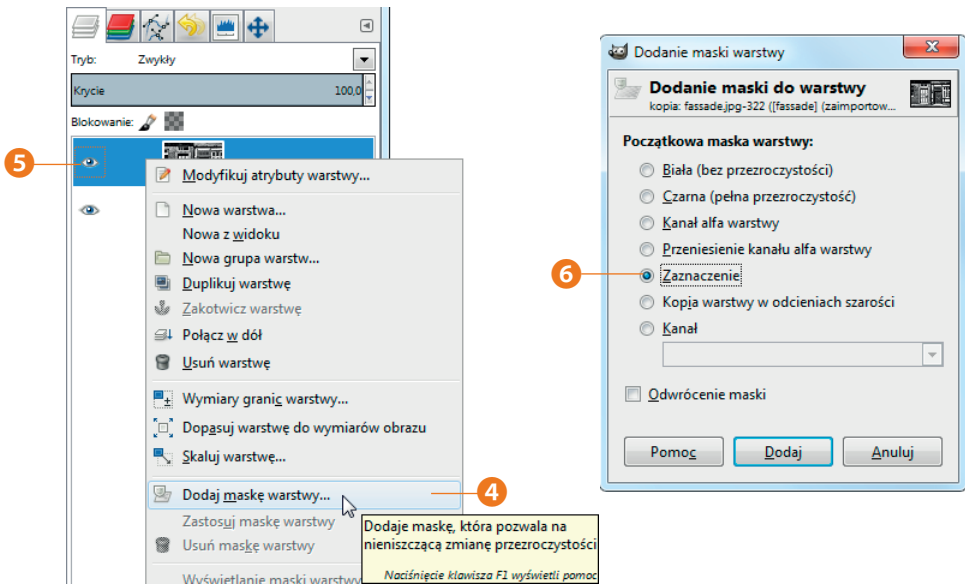 Tryb: Zwykły
Krycie 100,0
Blokowanie:
5
Modyfikuj atrybuty warstwy...
Nowa warstwa...
Nowa z widoku
Nowa grupa warstw...
Duplikuj warstwę
Zakotwicz warstwę
Połącz w dół
Usuń warstwę
Wymiary granic warstwy...
Dopasuj warstwę do wymiarów obrazu
Skaluj warstwę...
Dodaj maskę warstwy...
4
Zastosuj maskę warstwy
Usuń maskę warstwy
Wyświetlanie maski warstwy
Dodaje maskę, która pozwala na
nieniszczącą zmianę przezroczystości
Naciśnięcie klawisza F1 wyświetli pomoc
Dodanie maski warstwy
Dodanie maski do warstwy
kopia: fassade.jpg-322 ([fassade] (zaimportow...
Początkowa maska warstwy:
Biała (bez przezroczystości)
Czarna (pełna przezroczystość)
Kanał alfa warstwy
Przeniesienie kanału alfa warstwy
6
Zaznaczenie
Kopia warstwy w odcieniach szarości
Kanał
Odwrócenie maski
Pomoc Dodaj Anuluj